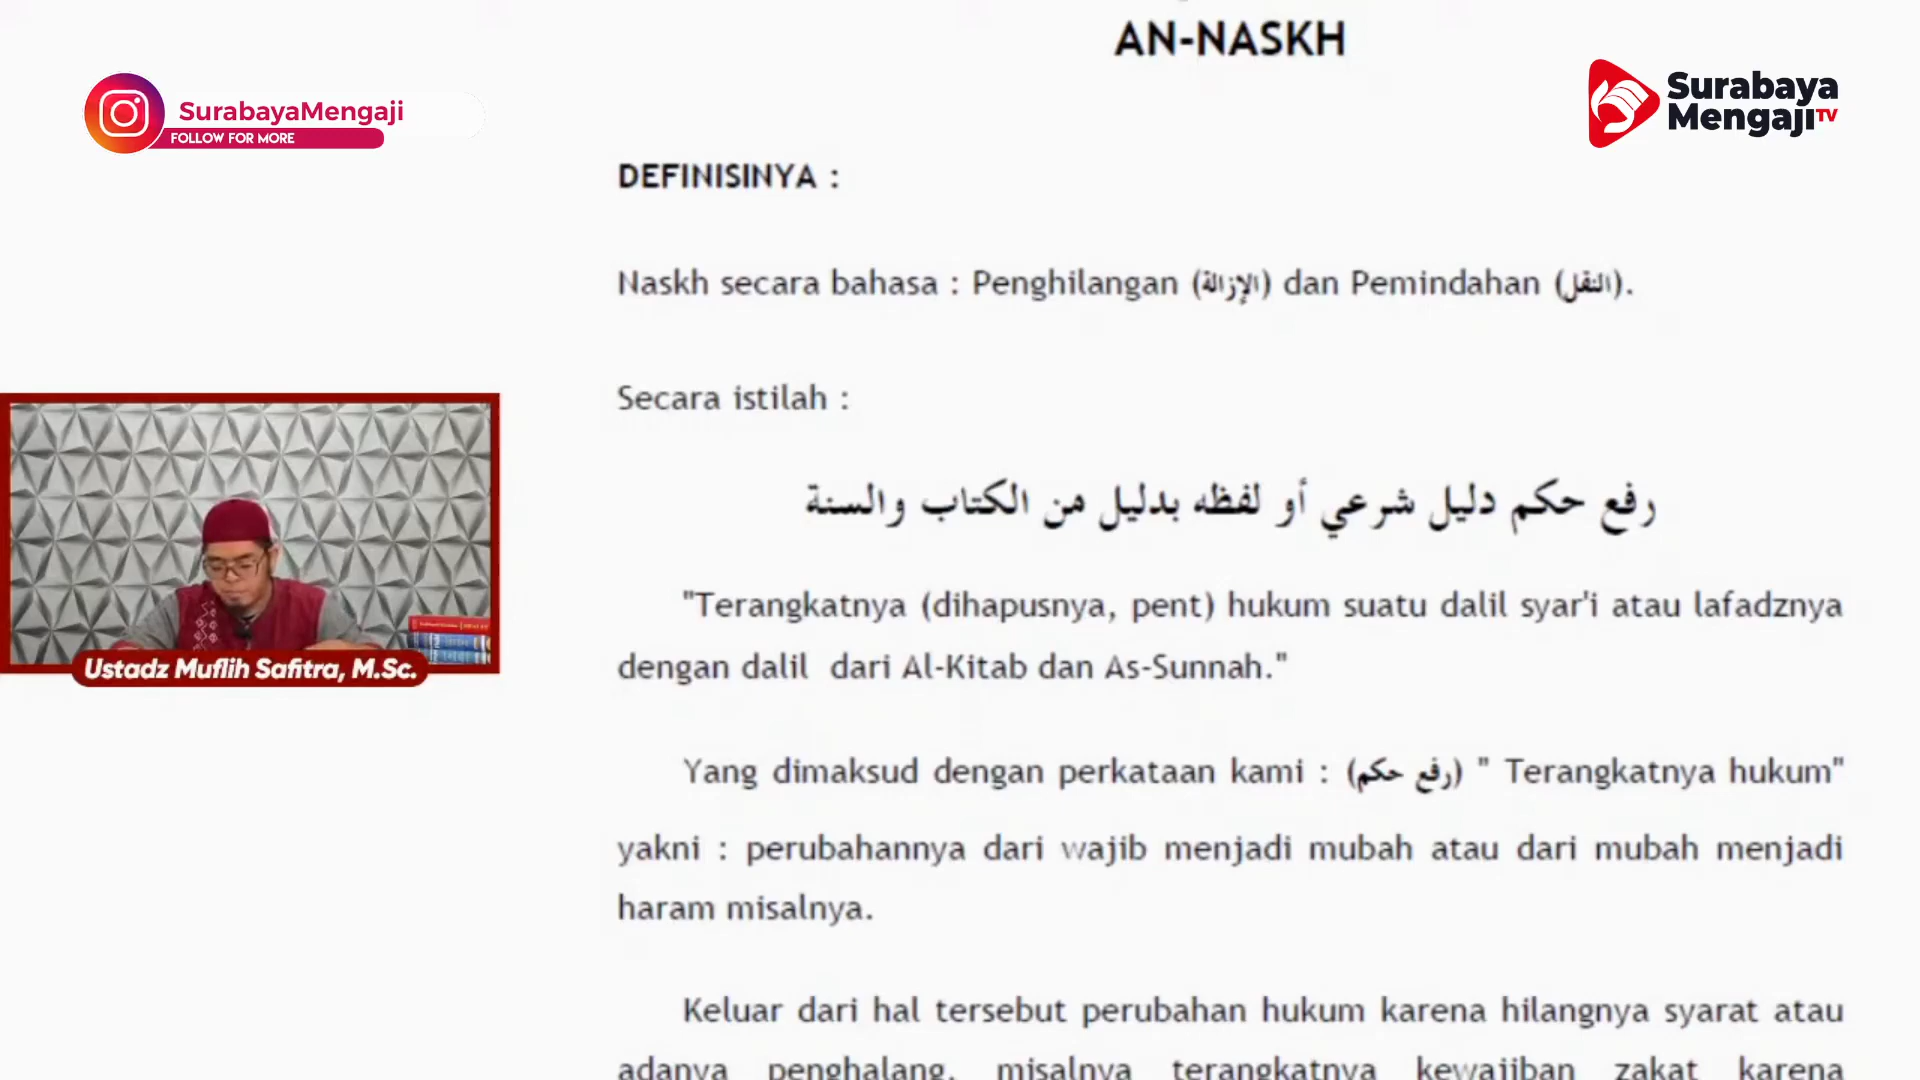 AN-NASKH
SurabayaMengaji
FOLLOW FOR MORE
Surabaya
MengajiTV
DEFINISINYA :
Naskh secara bahasa : Penghilangan (الإزالة) dan Pemindahan (النقل).
Secara istilah :
رفع حكم دليل شرعي أو لفظه بدليل من الكتاب والسنة
"Terangkatnya (dihapusnya, pent) hukum suatu dalil syar'i atau lafadznya
dengan dalil dari Al-Kitab dan As-Sunnah."
Ustadz Muflih Safitra, M.Sc.
Yang dimaksud dengan perkataan kami : (رفع حكم) " Terangkatnya hukum"
yakni : perubahannya dari wajib menjadi mubah atau dari mubah menjadi
haram misalnya.
Keluar dari hal tersebut perubahan hukum karena hilangnya syarat atau
adanya penghalang, misalnya terangkatnya kewajiban zakat karena